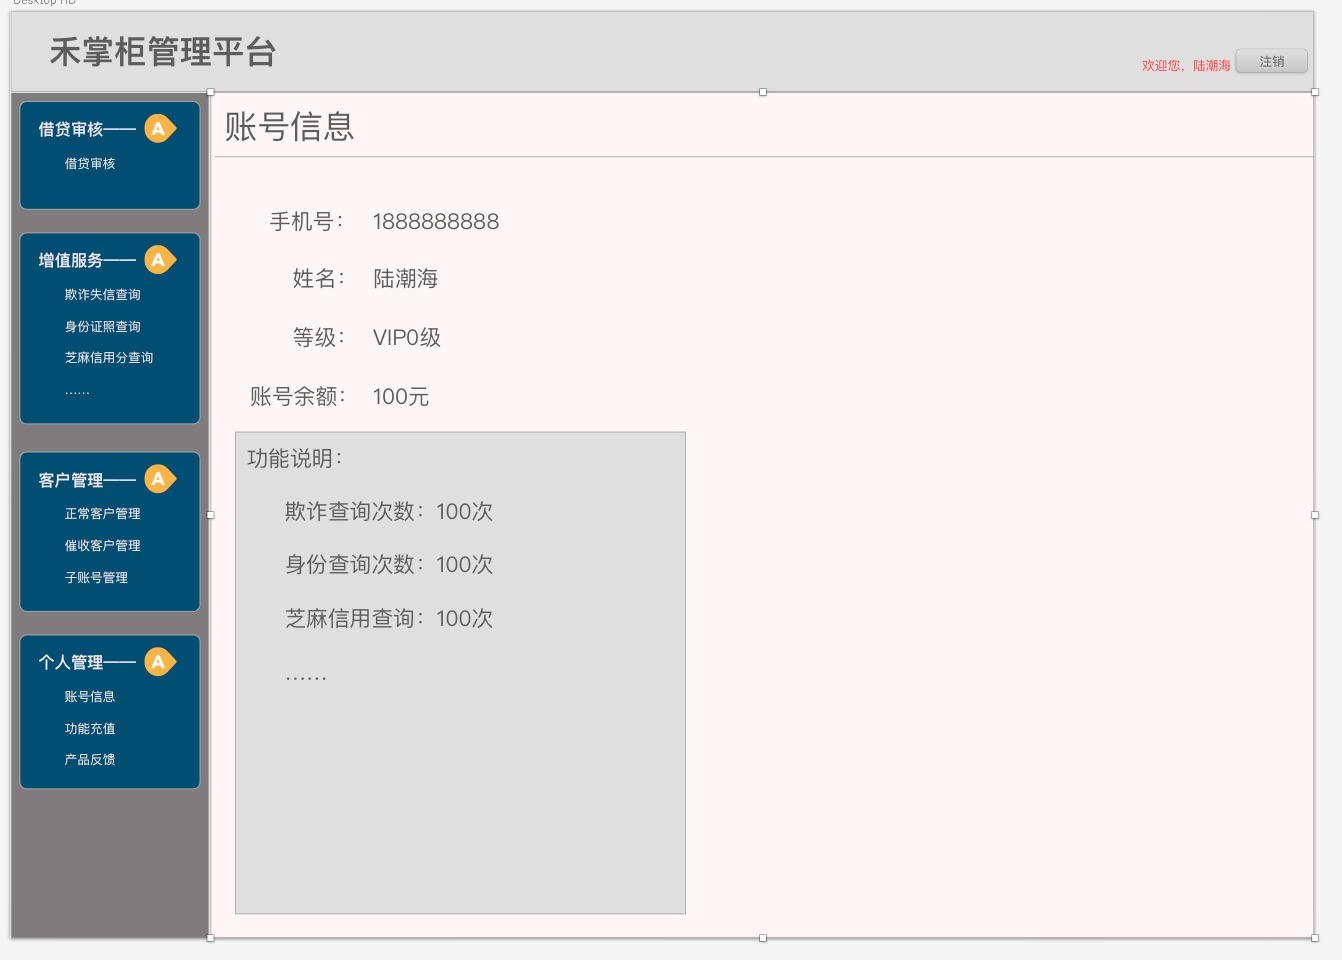 Desktop HD
禾掌柜管理平台
欢迎您，陆潮海
注销
借贷审核—— A
借贷审核
增值服务—— A
欺诈失信查询
身份证照查询
芝麻信用分查询
......
客户管理—— A
正常客户管理
催收客户管理
子账号管理
个人管理—— A
账号信息
功能充值
产品反馈
账号信息
手机号： 1888888888
姓名： 陆潮海
等级： VIP0级
账号余额： 100元
功能说明：
欺诈查询次数：100次
身份查询次数：100次
芝麻信用查询：100次
......